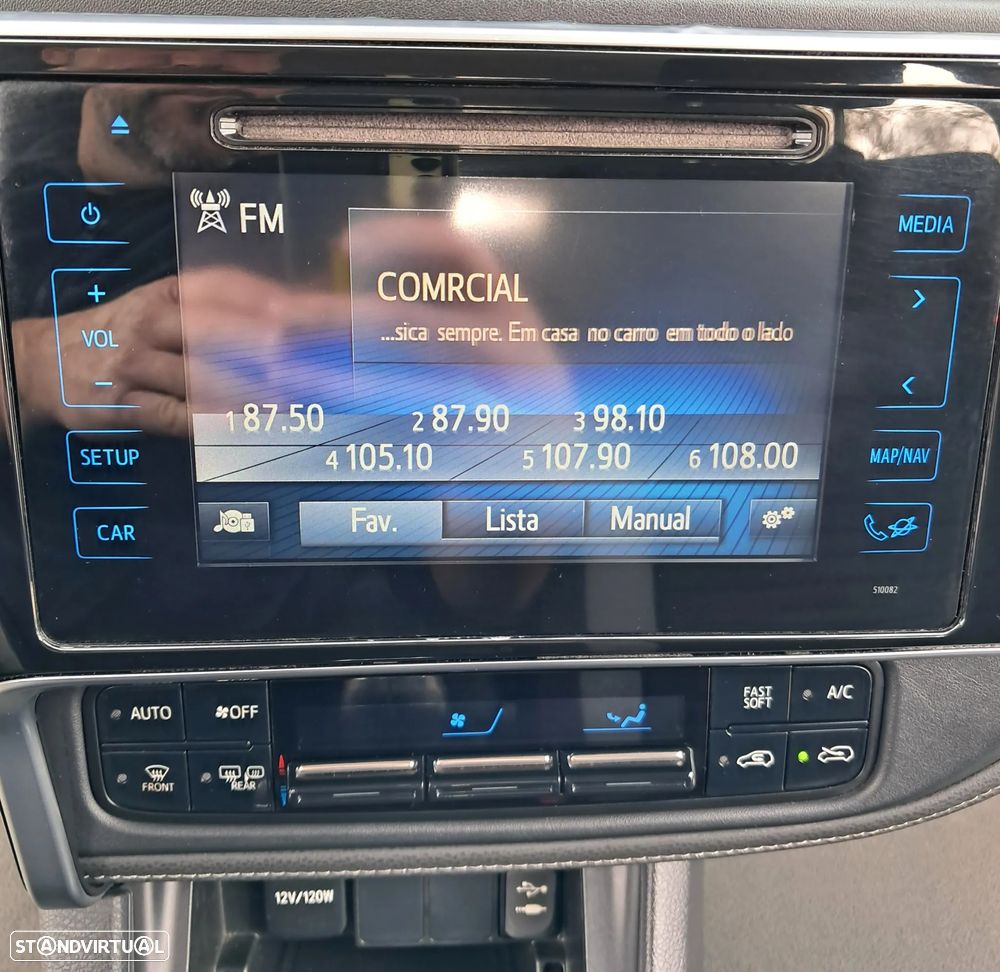 FM
MEDIA
COMRCIAL
...sica sempre. Em casa no carro em todo o lado
+
VOL
−
1 87.50 2 87.90 3 98.10
4 105.10 5 107.90 6 108.00
SETUP
MAP/NAV
Fav. Lista Manual
CAR
510082
AUTO OFF
FAST SOFT A/C
FRONT REAR
12V/120W
STANDVIRTUAL